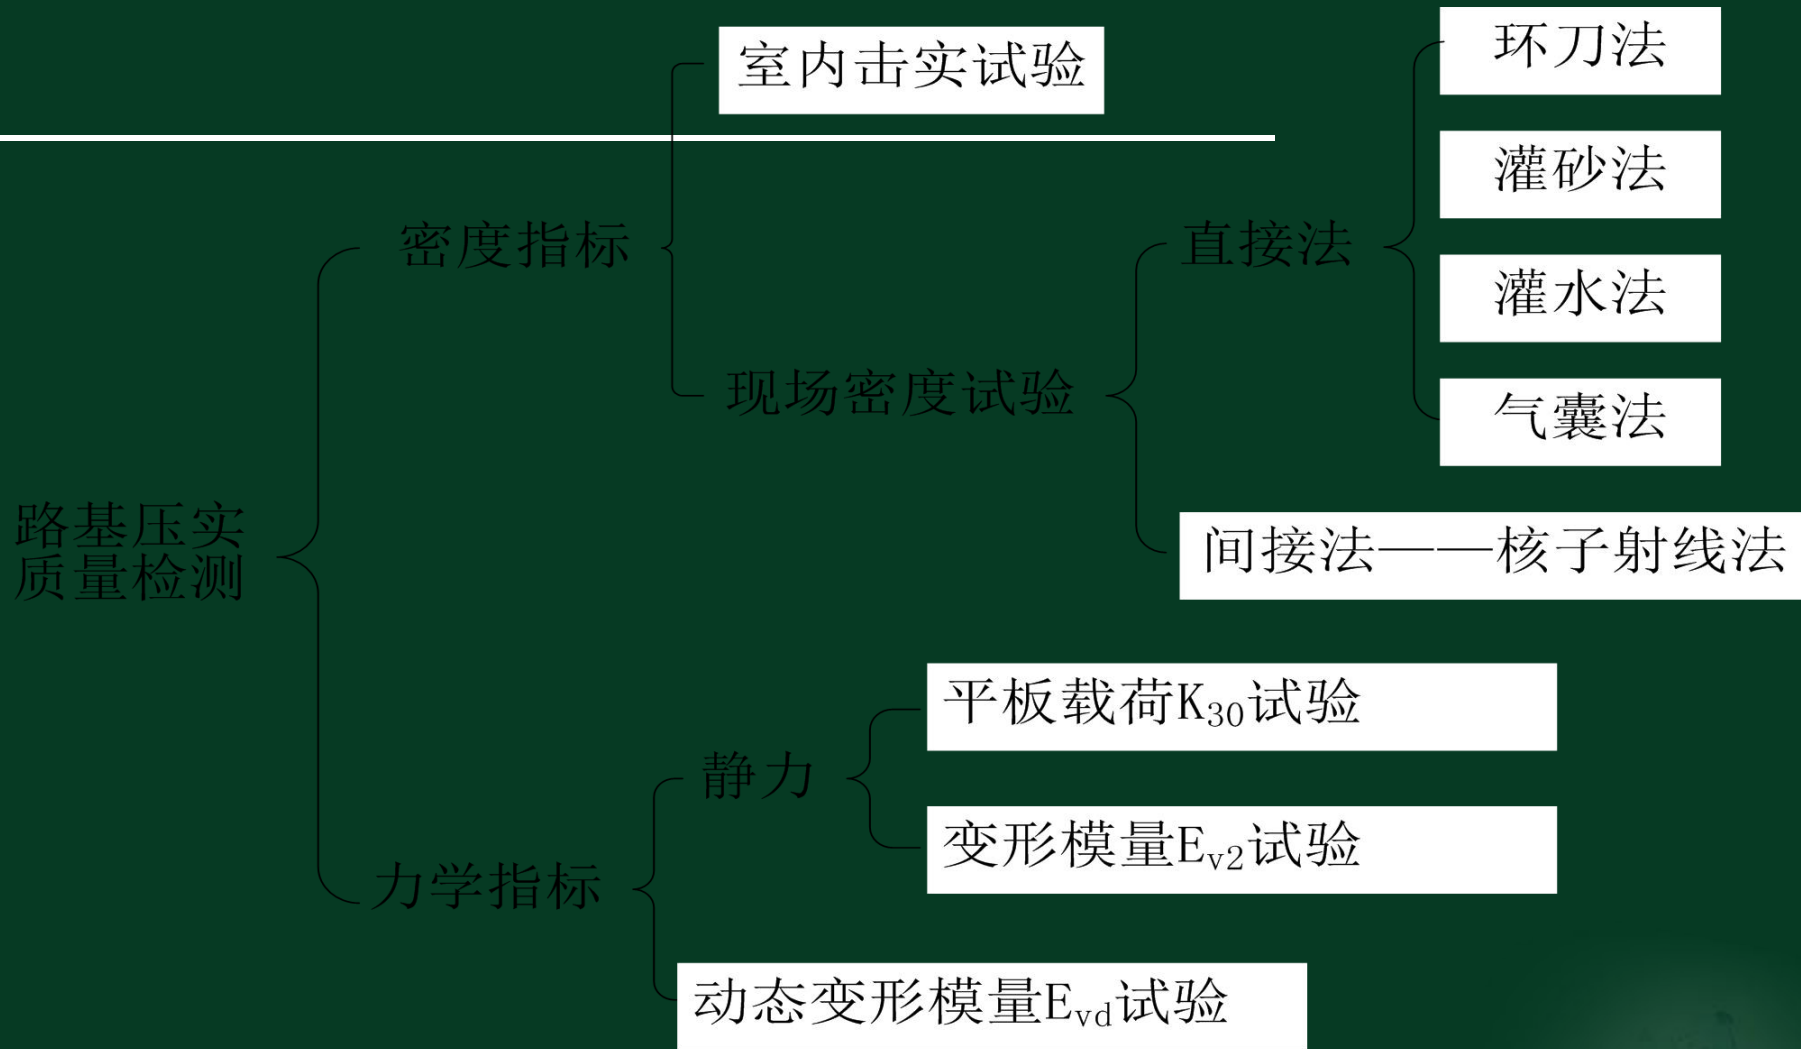 室内击实试验
环刀法
灌砂法
密度指标
直接法
灌水法
现场密度试验
气囊法
路基压实
质量检测
间接法——核子射线法
平板载荷K30试验
静力
变形模量Ev2试验
力学指标
动态变形模量Evd试验